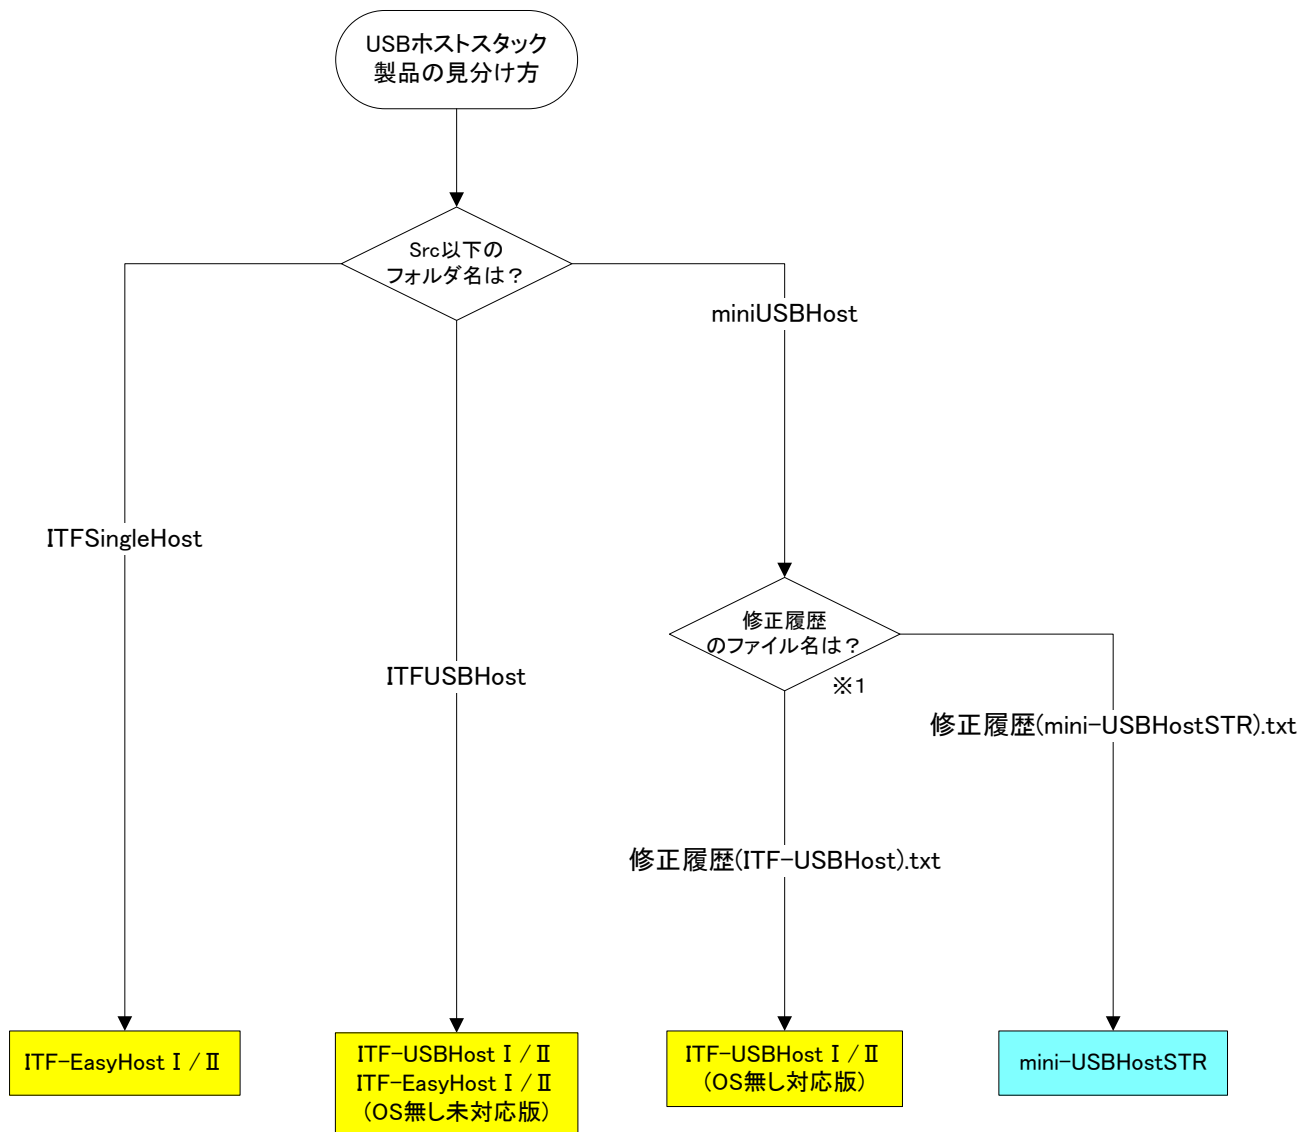 USBホストスタック
製品の見分け方
Src以下の
フォルダ名は？
miniUSBHost
ITFSingleHost
ITFUSBHost
修正履歴
のファイル名は？
※1
修正履歴(mini-USBHostSTR).txt
修正履歴(ITF-USBHost).txt
ITF-EasyHostⅠ/Ⅱ
ITF-USBHostⅠ/Ⅱ
ITF-EasyHostⅠ/Ⅱ
（OS無し未対応版）
ITF-USBHostⅠ/Ⅱ
（OS無し対応版）
mini-USBHostSTR